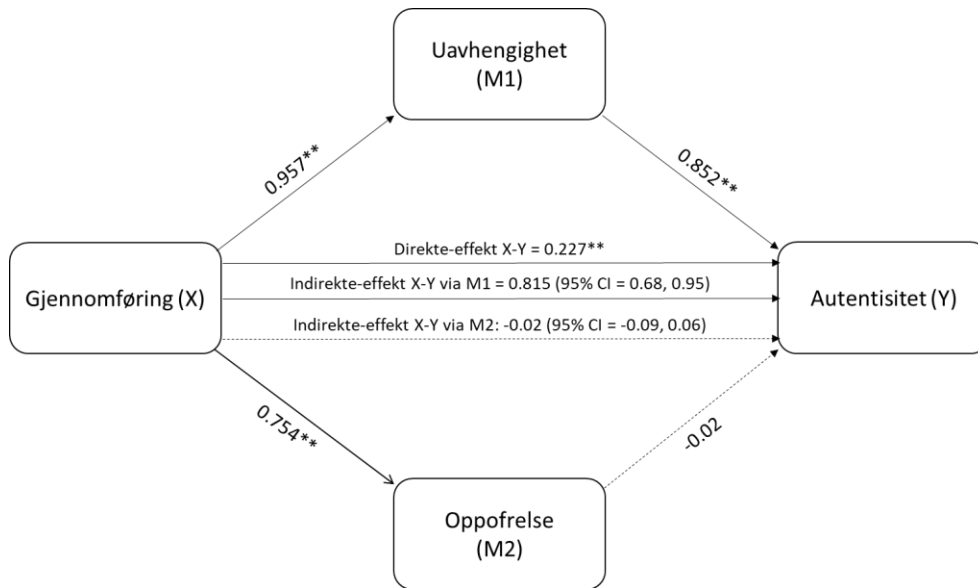 Uavhengighet
(M1)
0.957**
0.852**
Direkte-effekt X-Y = 0.227**
Indirekte-effekt X-Y via M1 = 0.815 (95% CI = 0.68, 0.95)
Gjennomføring (X)
Autentisitet (Y)
Indirekte-effekt X-Y via M2: -0.02 (95% CI = -0.09, 0.06)
0.754**
-0.02
Oppofrelse
(M2)